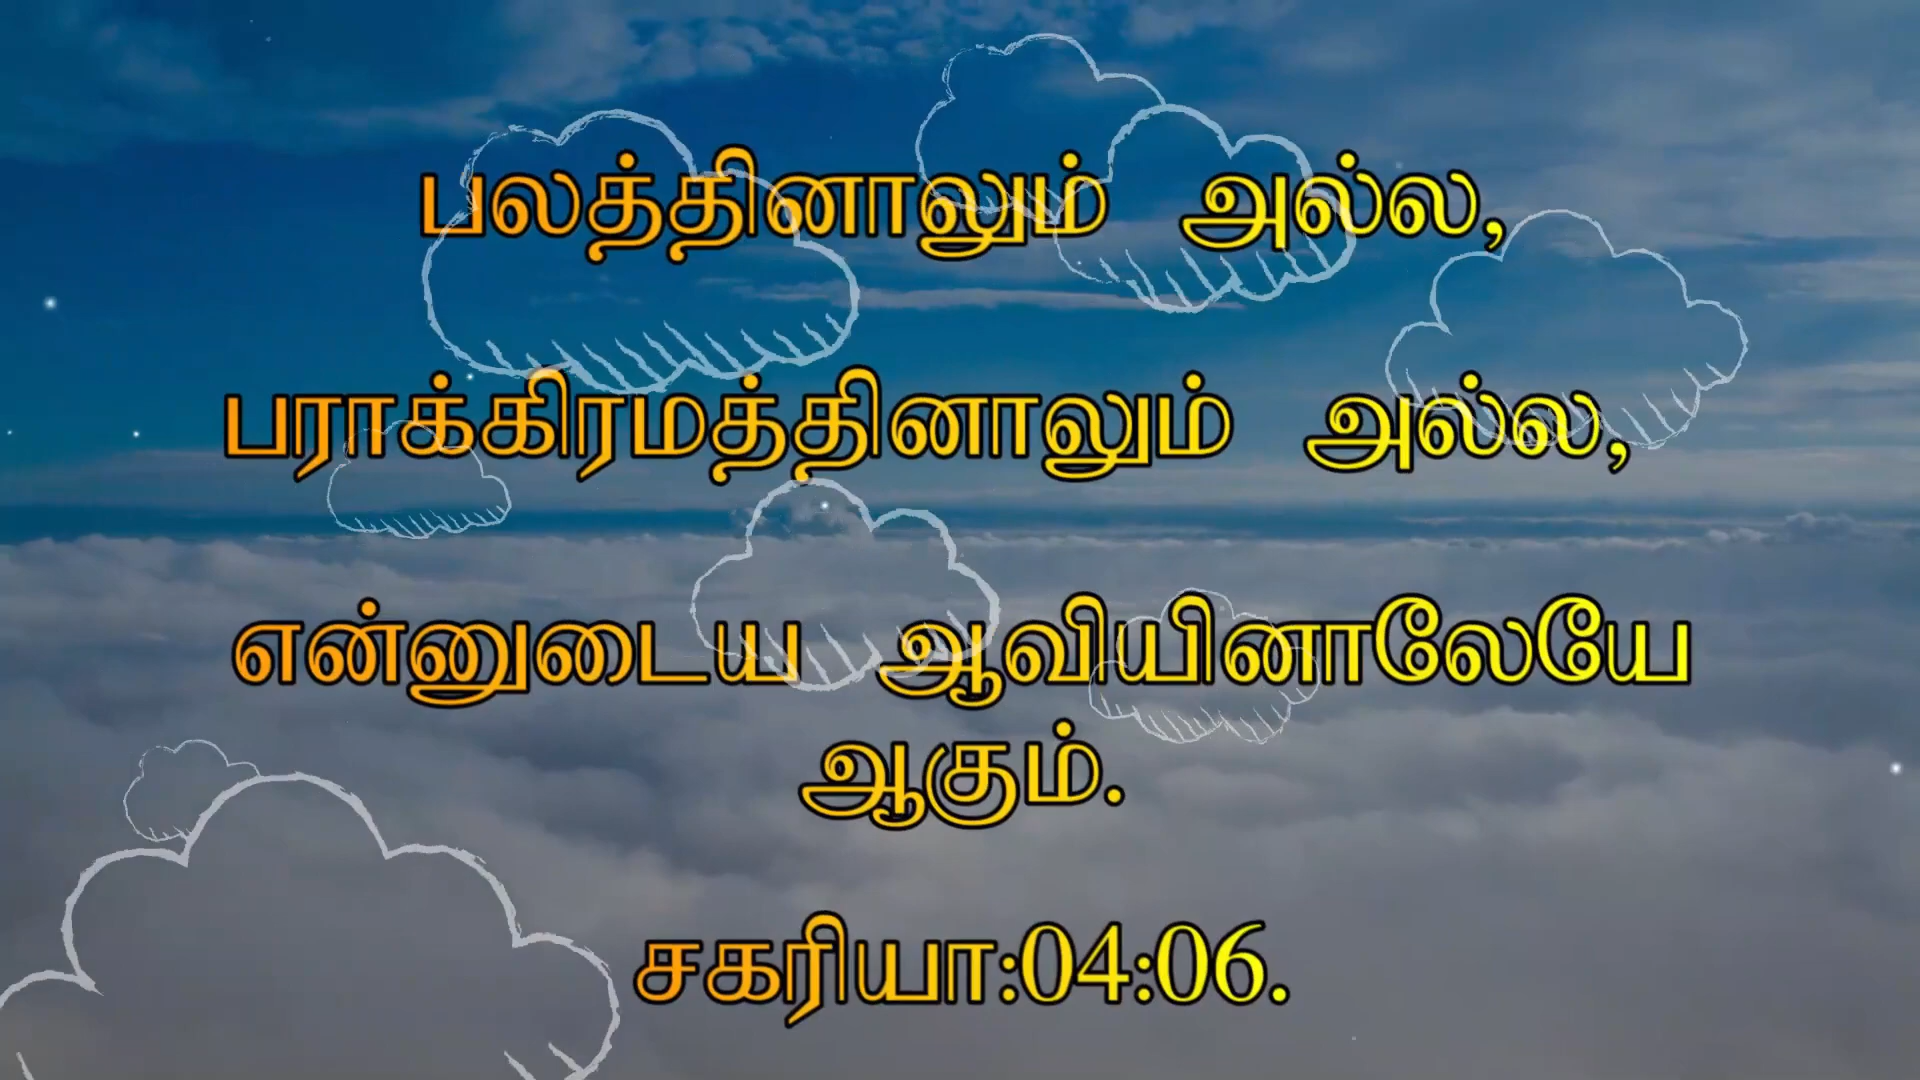 பலத்தினாலும் அல்ல,
பராக்கிரமத்தினாலும் அல்ல,
என்னுடைய ஆவியினாலேயே
ஆகும்.
சகரியா:04:06.